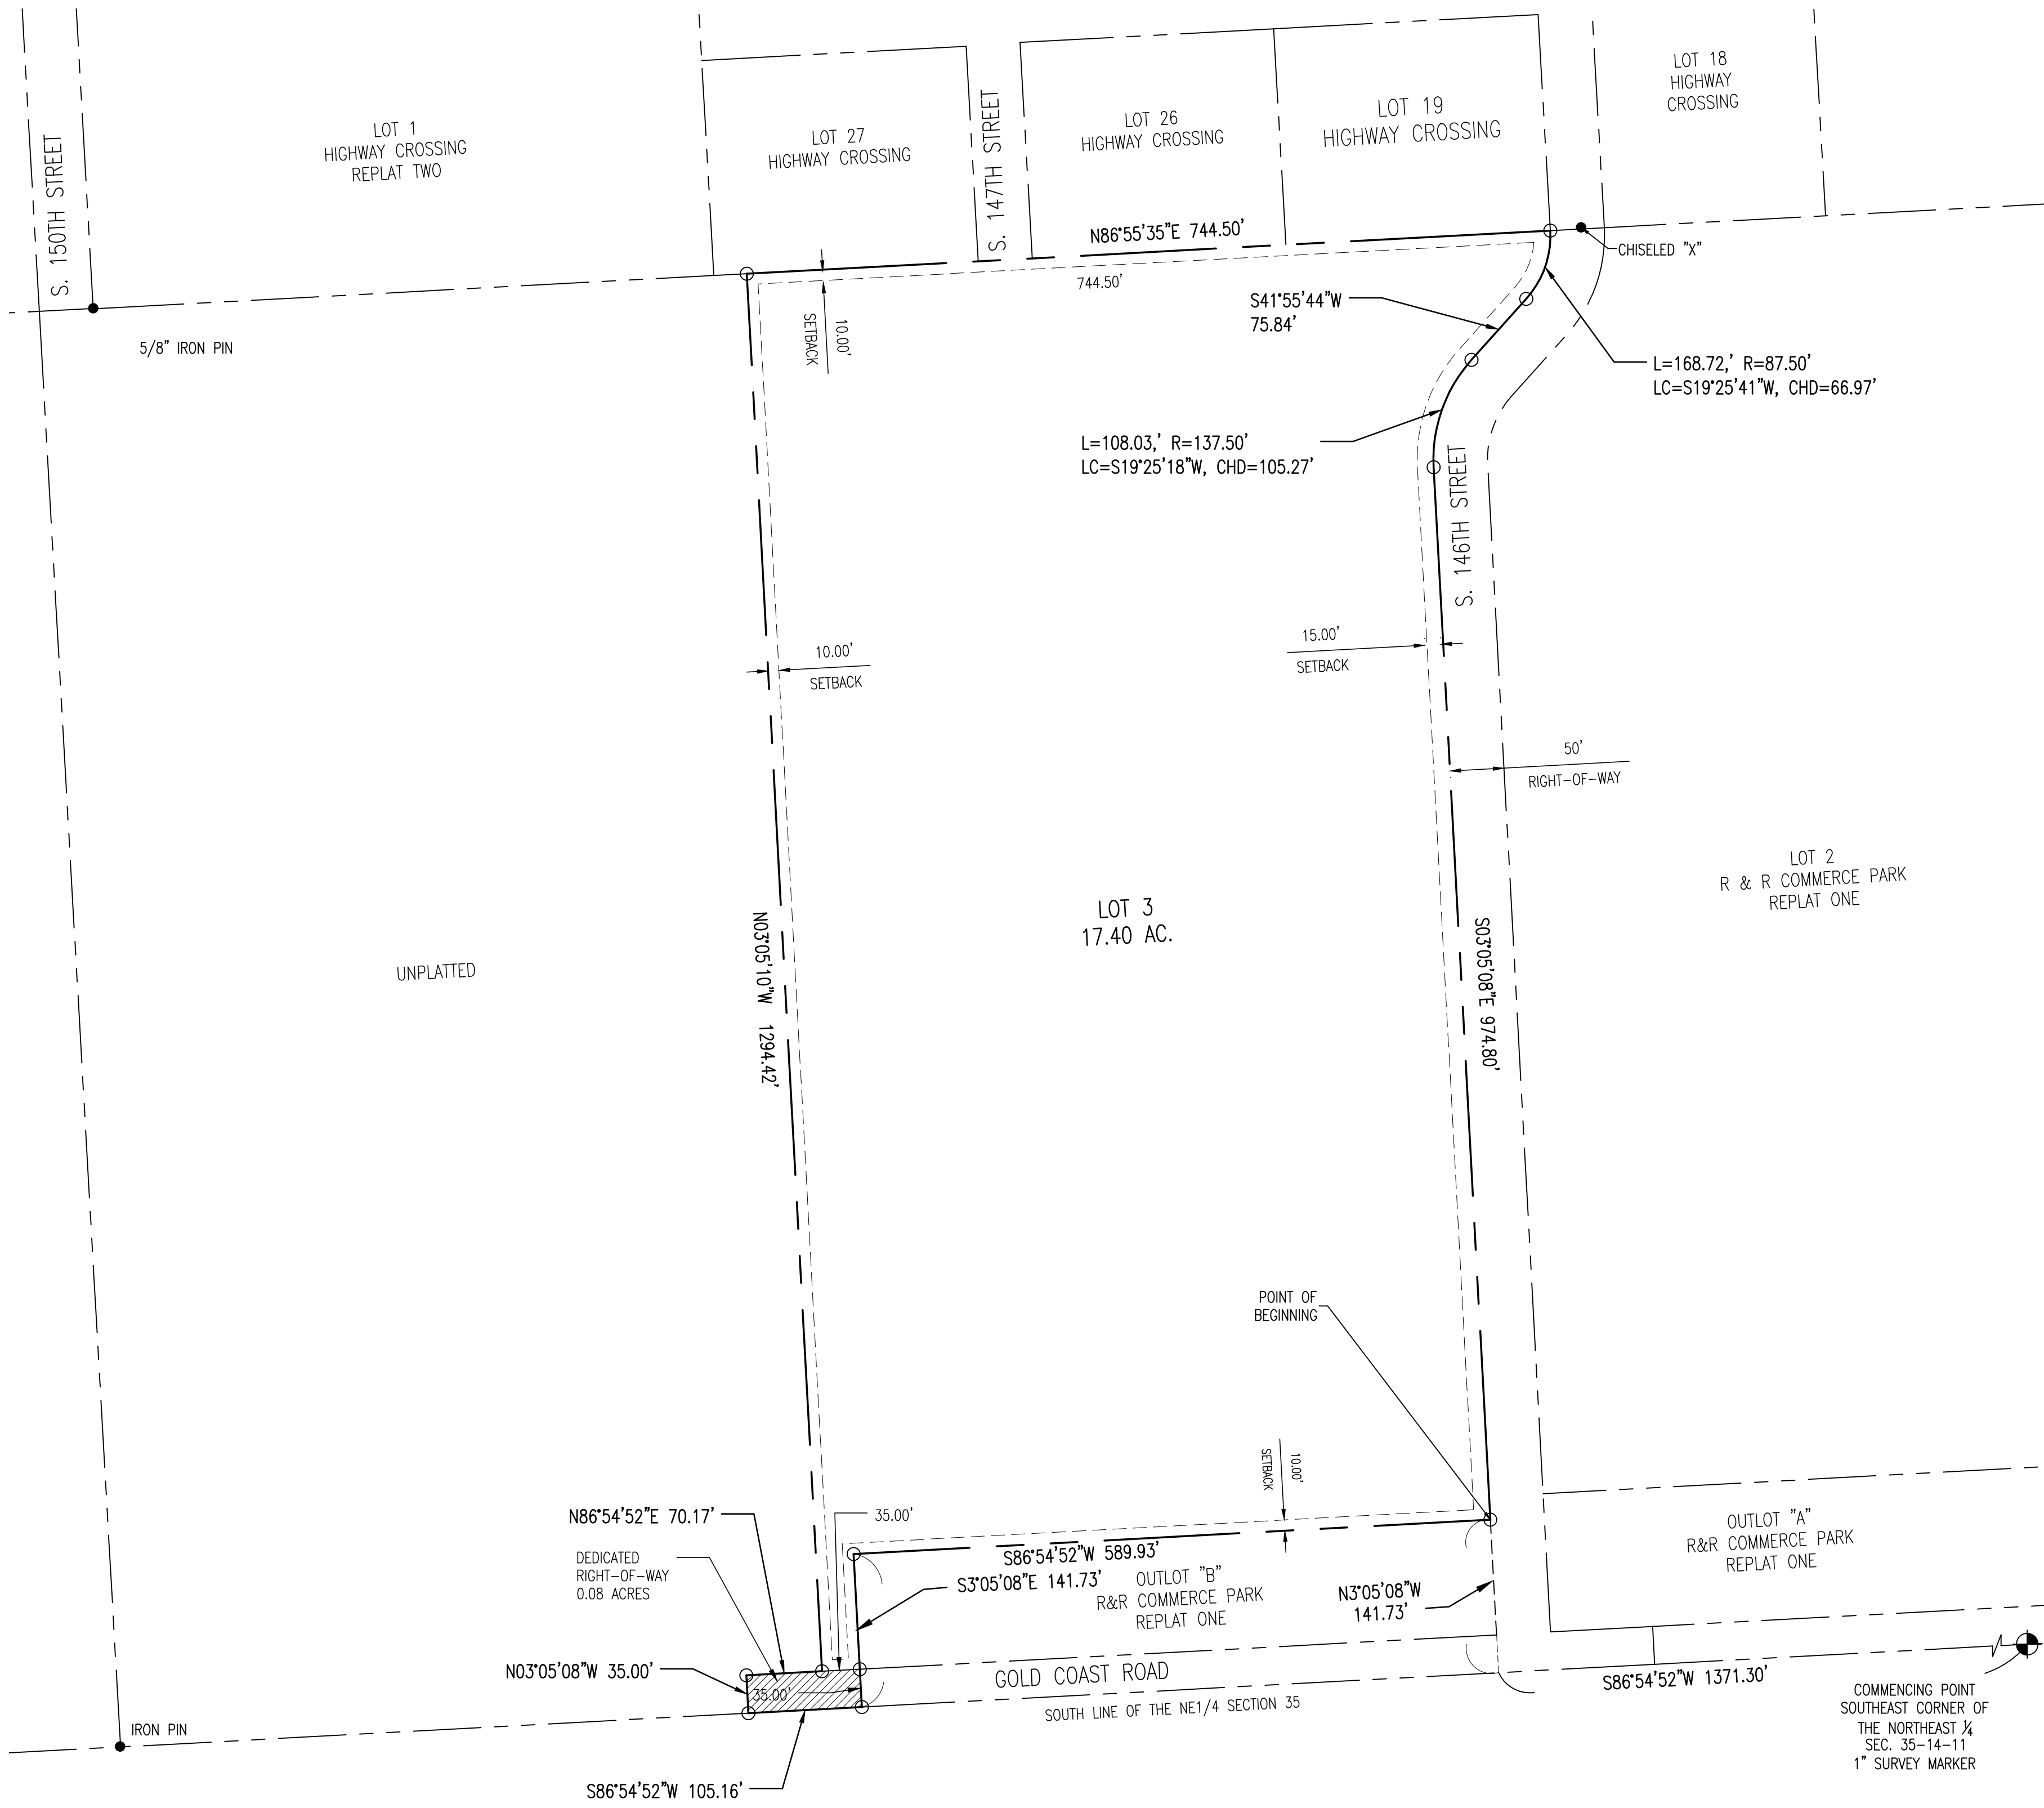 S. 150TH STREET
LOT 1
HIGHWAY CROSSING
REPLAT TWO
LOT 27
HIGHWAY CROSSING
S. 147TH STREET
LOT 26
HIGHWAY CROSSING
LOT 19
HIGHWAY CROSSING
LOT 18
HIGHWAY
CROSSING
N86°55'35"E 744.50'
744.50'
CHISELED "X"
5/8" IRON PIN
10.00'
SETBACK
S41°55'44"W
75.84'
L=168.72,' R=87.50'
LC=S19°25'41"W, CHD=66.97'
L=108.03,' R=137.50'
LC=S19°25'18"W, CHD=105.27'
S. 146TH STREET
10.00'
SETBACK
15.00'
SETBACK
50'
RIGHT-OF-WAY
LOT 2
R & R COMMERCE PARK
REPLAT ONE
LOT 3
17.40 AC.
UNPLATTED
N03°05'10"W 1294.42'
S03°05'08"E 974.80'
POINT OF
BEGINNING
10.00'
SETBACK
N86°54'52"E 70.17'
35.00'
DEDICATED
RIGHT-OF-WAY
0.08 ACRES
S86°54'52"W 589.93'
S3°05'08"E 141.73'
OUTLOT "B"
R&R COMMERCE PARK
REPLAT ONE
N3°05'08"W
141.73'
OUTLOT "A"
R&R COMMERCE PARK
REPLAT ONE
N03°05'08"W 35.00'
35.00'
GOLD COAST ROAD
SOUTH LINE OF THE NE1/4 SECTION 35
S86°54'52"W 1371.30'
IRON PIN
S86°54'52"W 105.16'
COMMENCING POINT
SOUTHEAST CORNER OF
THE NORTHEAST ¼
SEC. 35-14-11
1" SURVEY MARKER